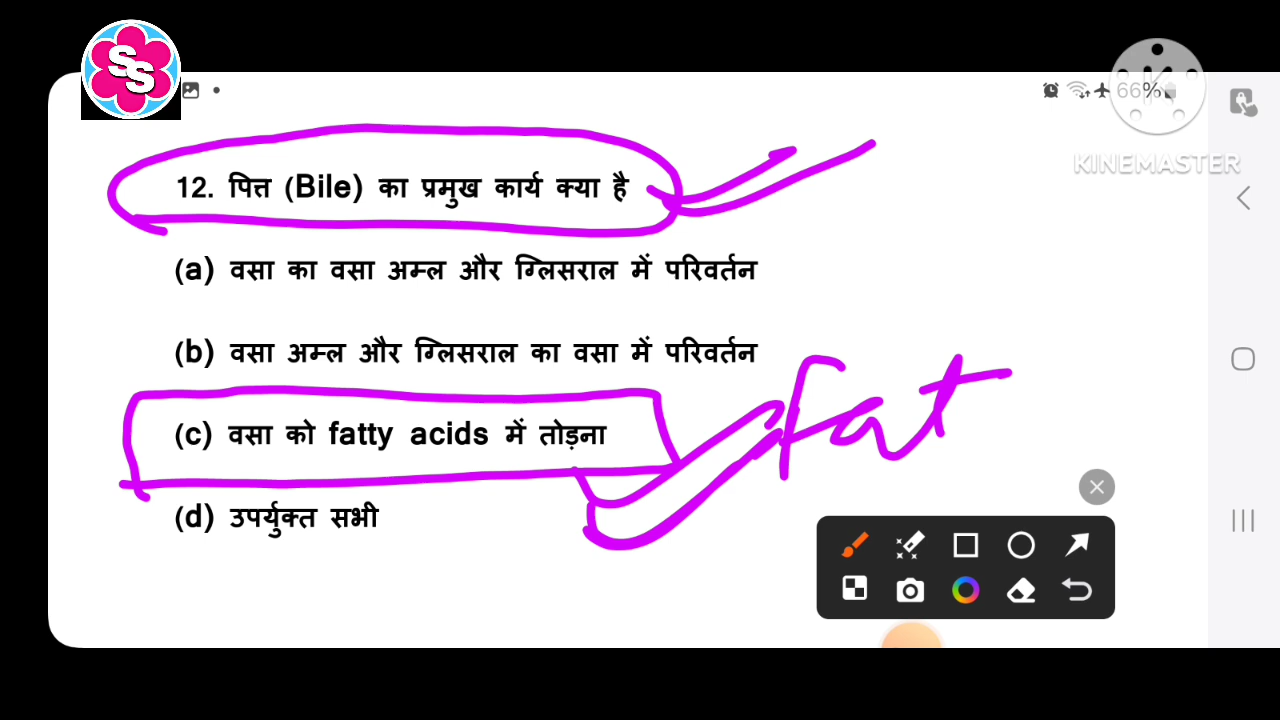 SS
66%
KINEMASTER
12. पित्त (Bile) का प्रमुख कार्य क्या है
(a) वसा का वसा अम्ल और ग्लिसराल में परिवर्तन
(b) वसा अम्ल और ग्लिसराल का वसा में परिवर्तन
(c) वसा को fatty acids में तोड़ना
fat
(d) उपर्युक्त सभी